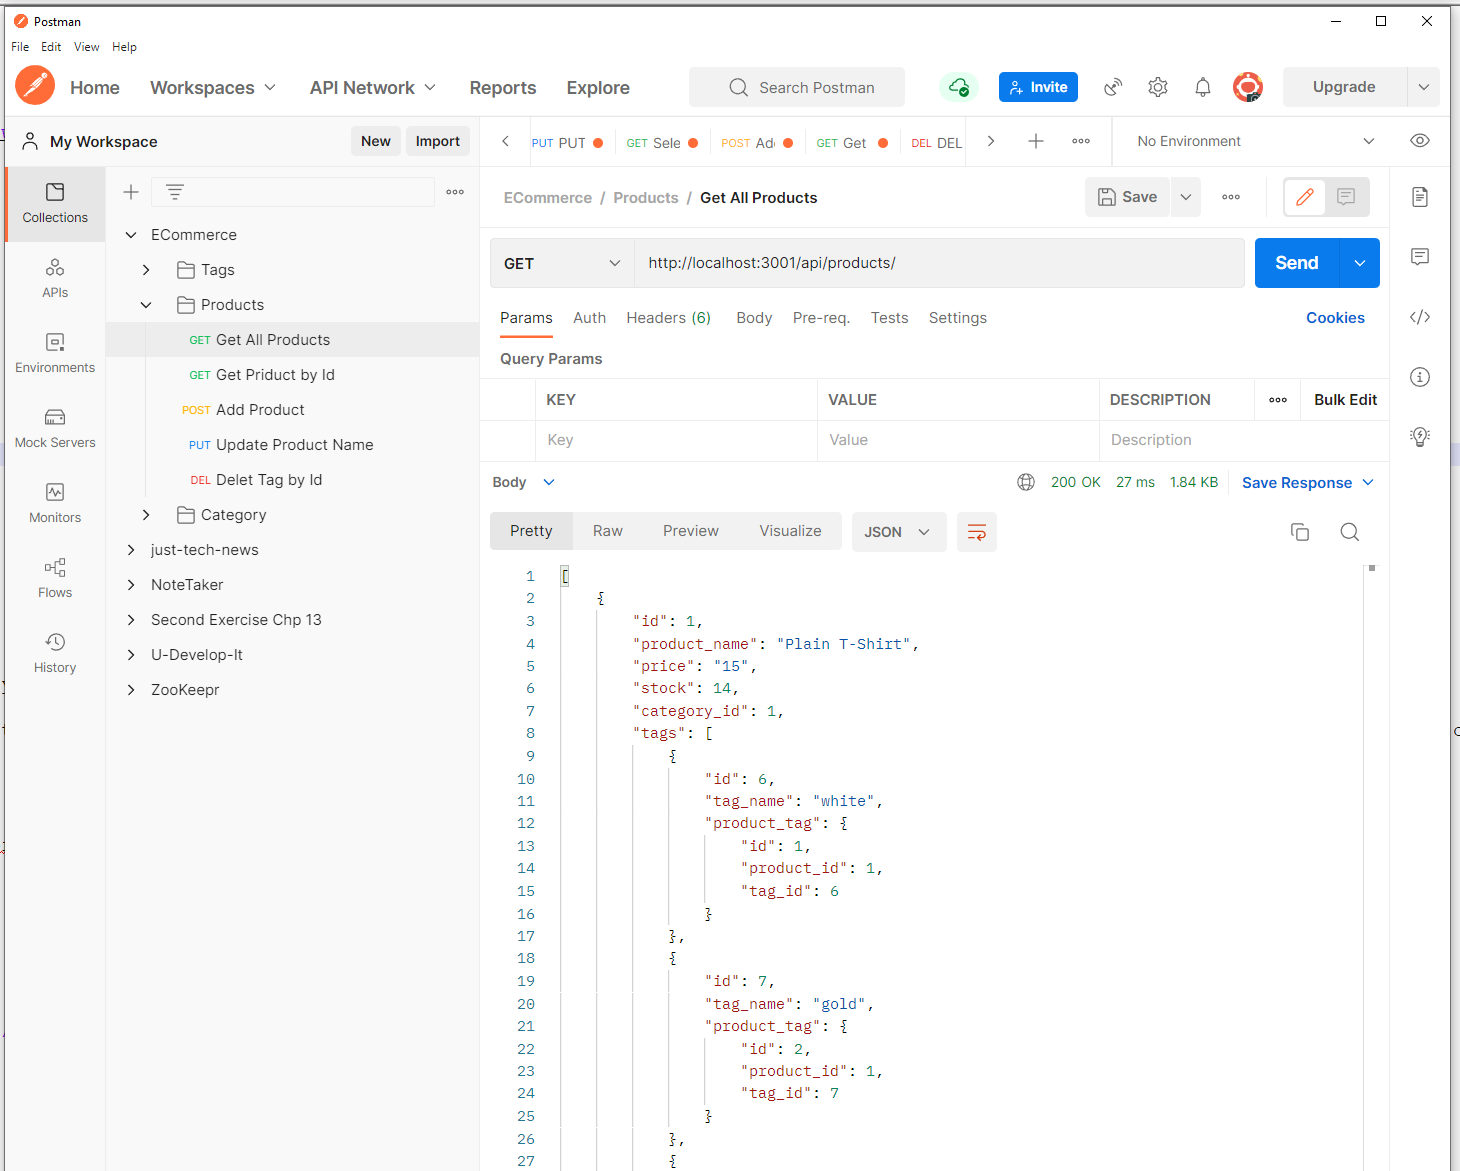 Postman
File Edit View Help
Home Workspaces API Network Reports Explore Search Postman Invite Upgrade
My Workspace New Import
PUT PUT GET Sele POST Ad GET Get DEL DEL No Environment
Collections
APIs
Environments
Mock Servers
Monitors
Flows
History
ECommerce
Tags
Products
GET Get All Products
GET Get Priduct by Id
POST Add Product
PUT Update Product Name
DEL Delet Tag by Id
Category
just-tech-news
NoteTaker
Second Exercise Chp 13
U-Develop-It
ZooKeepr
ECommerce / Products / Get All Products Save
GET http://localhost:3001/api/products/ Send
Params Auth Headers (6) Body Pre-req. Tests Settings Cookies
Query Params
KEY VALUE DESCRIPTION Bulk Edit
Key Value Description
Body 200 OK 27 ms 1.84 KB Save Response
Pretty Raw Preview Visualize JSON
1 [
2 {
3 "id": 1,
4 "product_name": "Plain T-Shirt",
5 "price": "15",
6 "stock": 14,
7 "category_id": 1,
8 "tags": [
9 {
10 "id": 6,
11 "tag_name": "white",
12 "product_tag": {
13 "id": 1,
14 "product_id": 1,
15 "tag_id": 6
16 }
17 },
18 {
19 "id": 7,
20 "tag_name": "gold",
21 "product_tag": {
22 "id": 2,
23 "product_id": 1,
24 "tag_id": 7
25 }
26 },
27 {